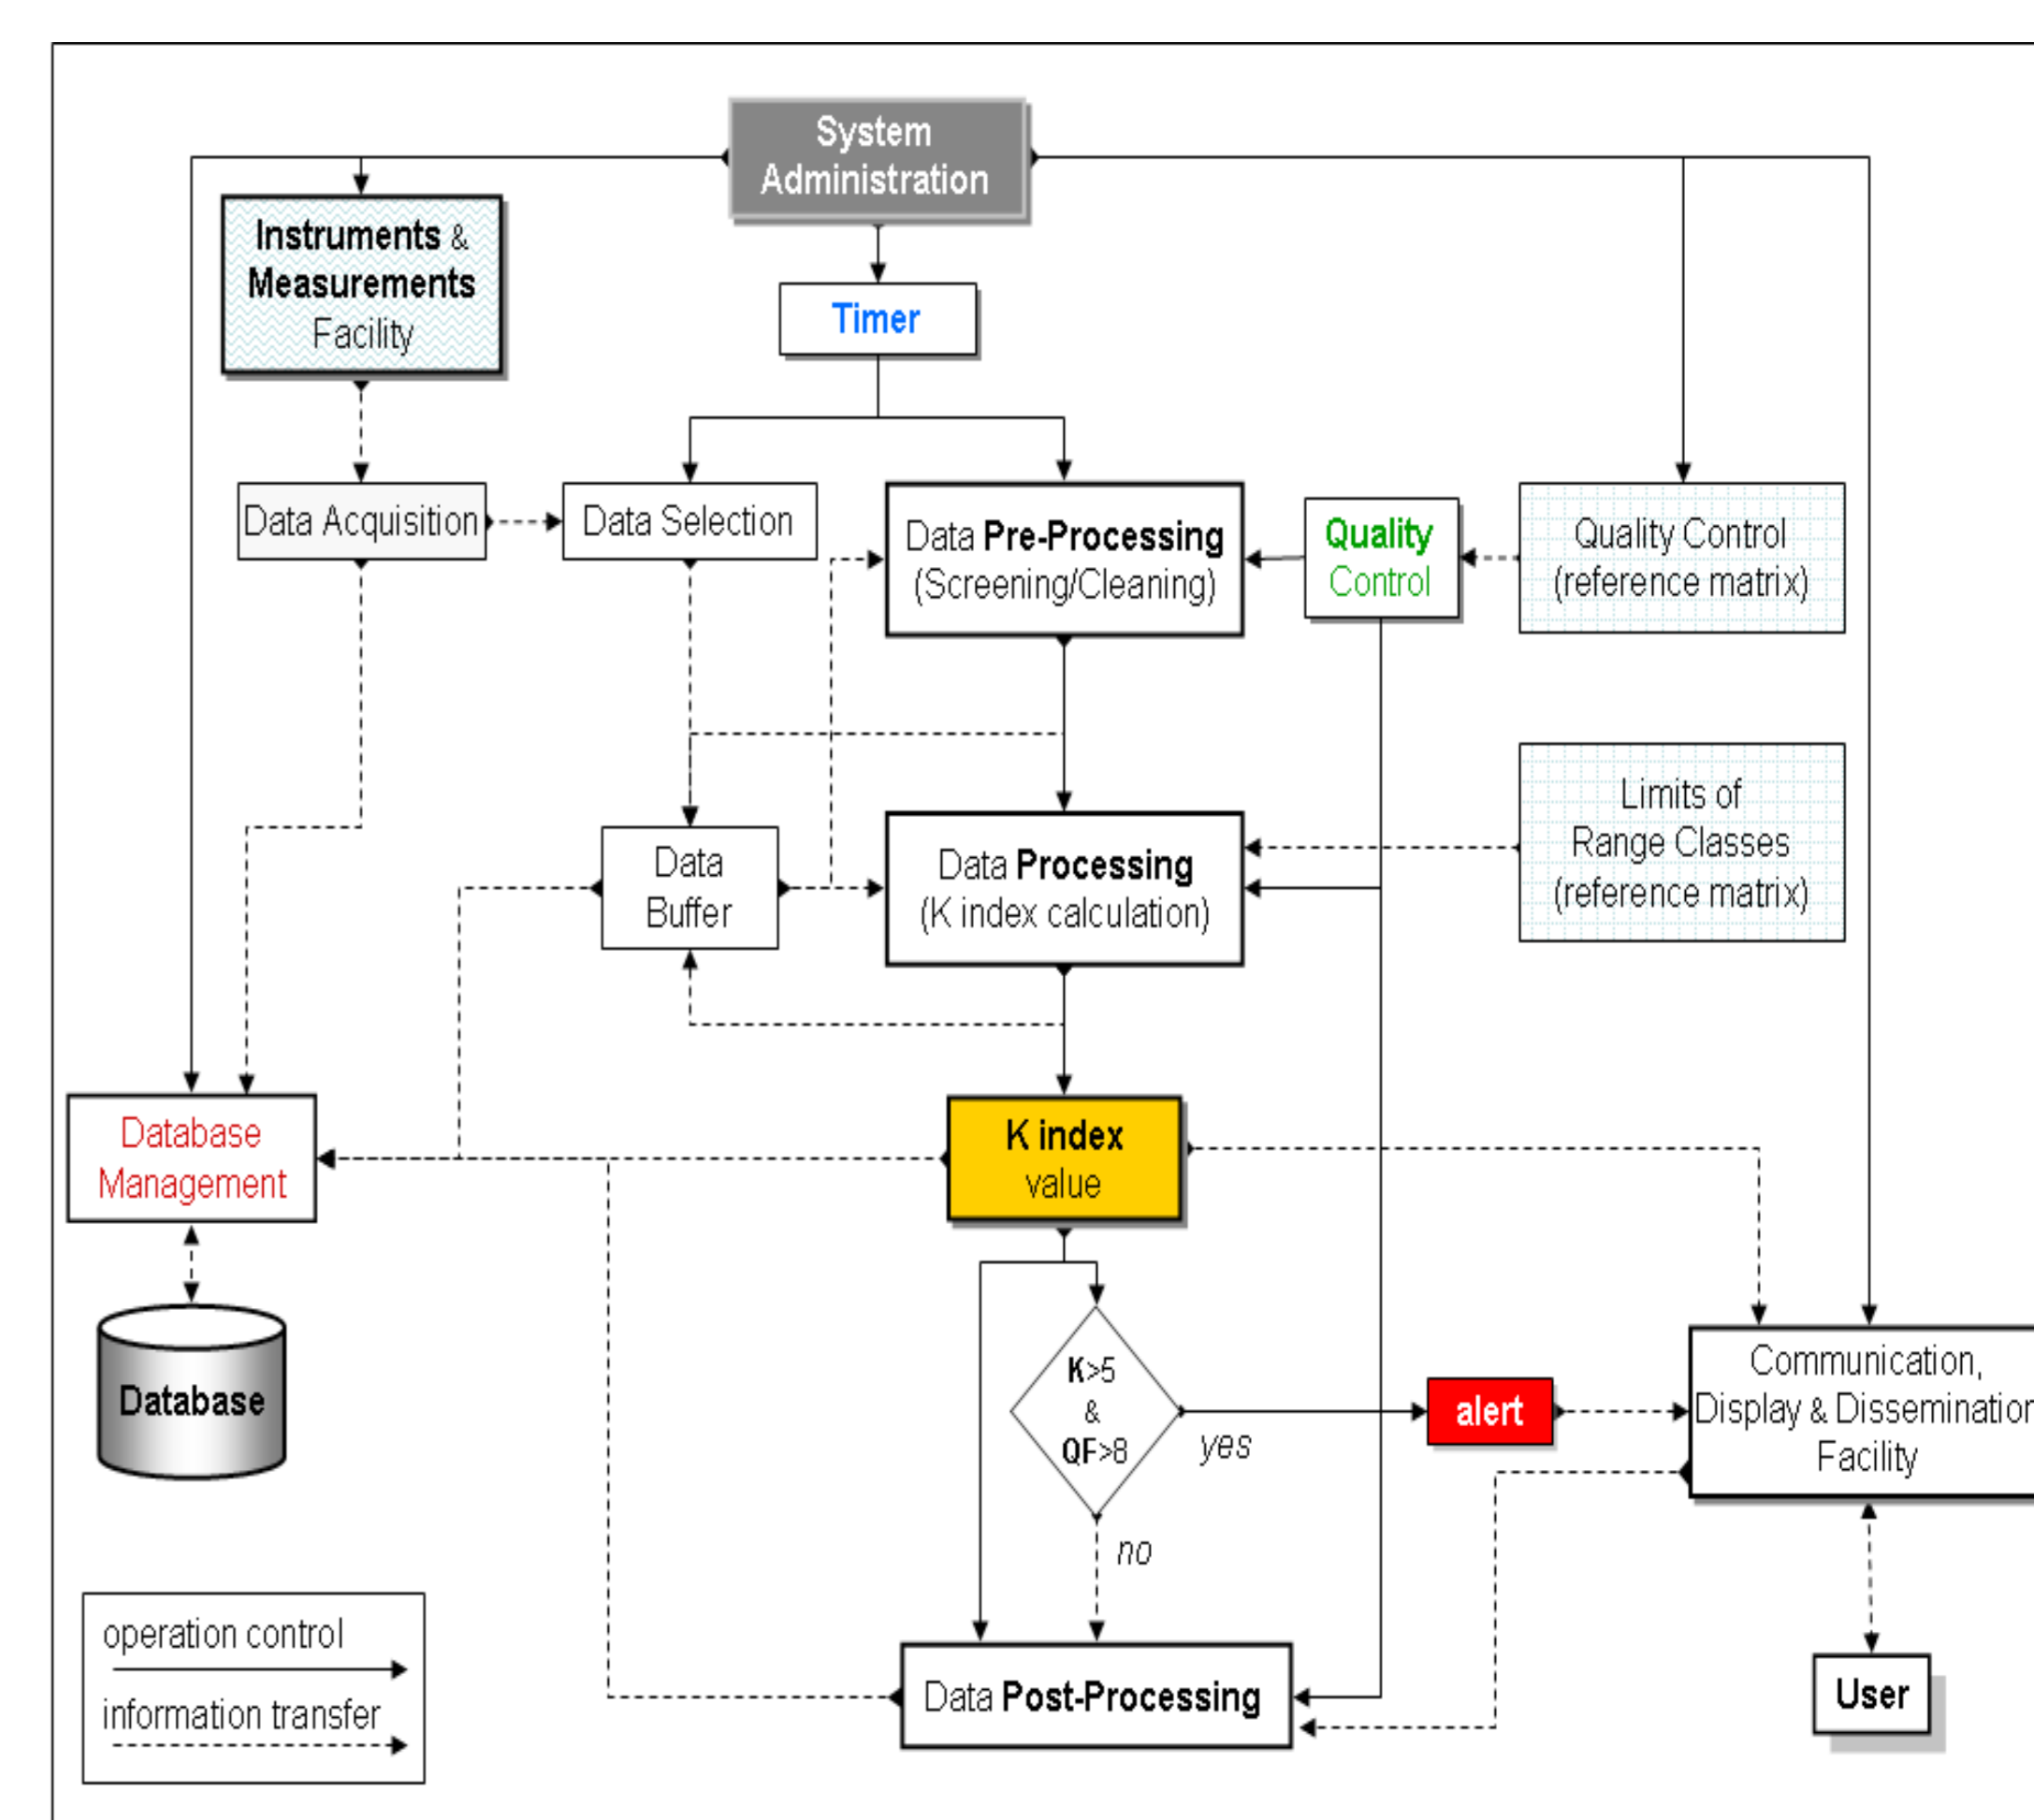 System
Administration
Instruments &
Measurements
Facility
Timer
Data Acquisition
Data Selection
Data Pre-Processing
(Screening/Cleaning)
Quality
Control
Quality Control
(reference matrix)
Limits of
Range Classes
(reference matrix)
Data
Buffer
Data Processing
(K index calculation)
Database
Management
K index
value
Database
K>5
&
QF>8
yes
no
alert
Communication,
Display & Dissemination
Facility
operation control
information transfer
Data Post-Processing
User